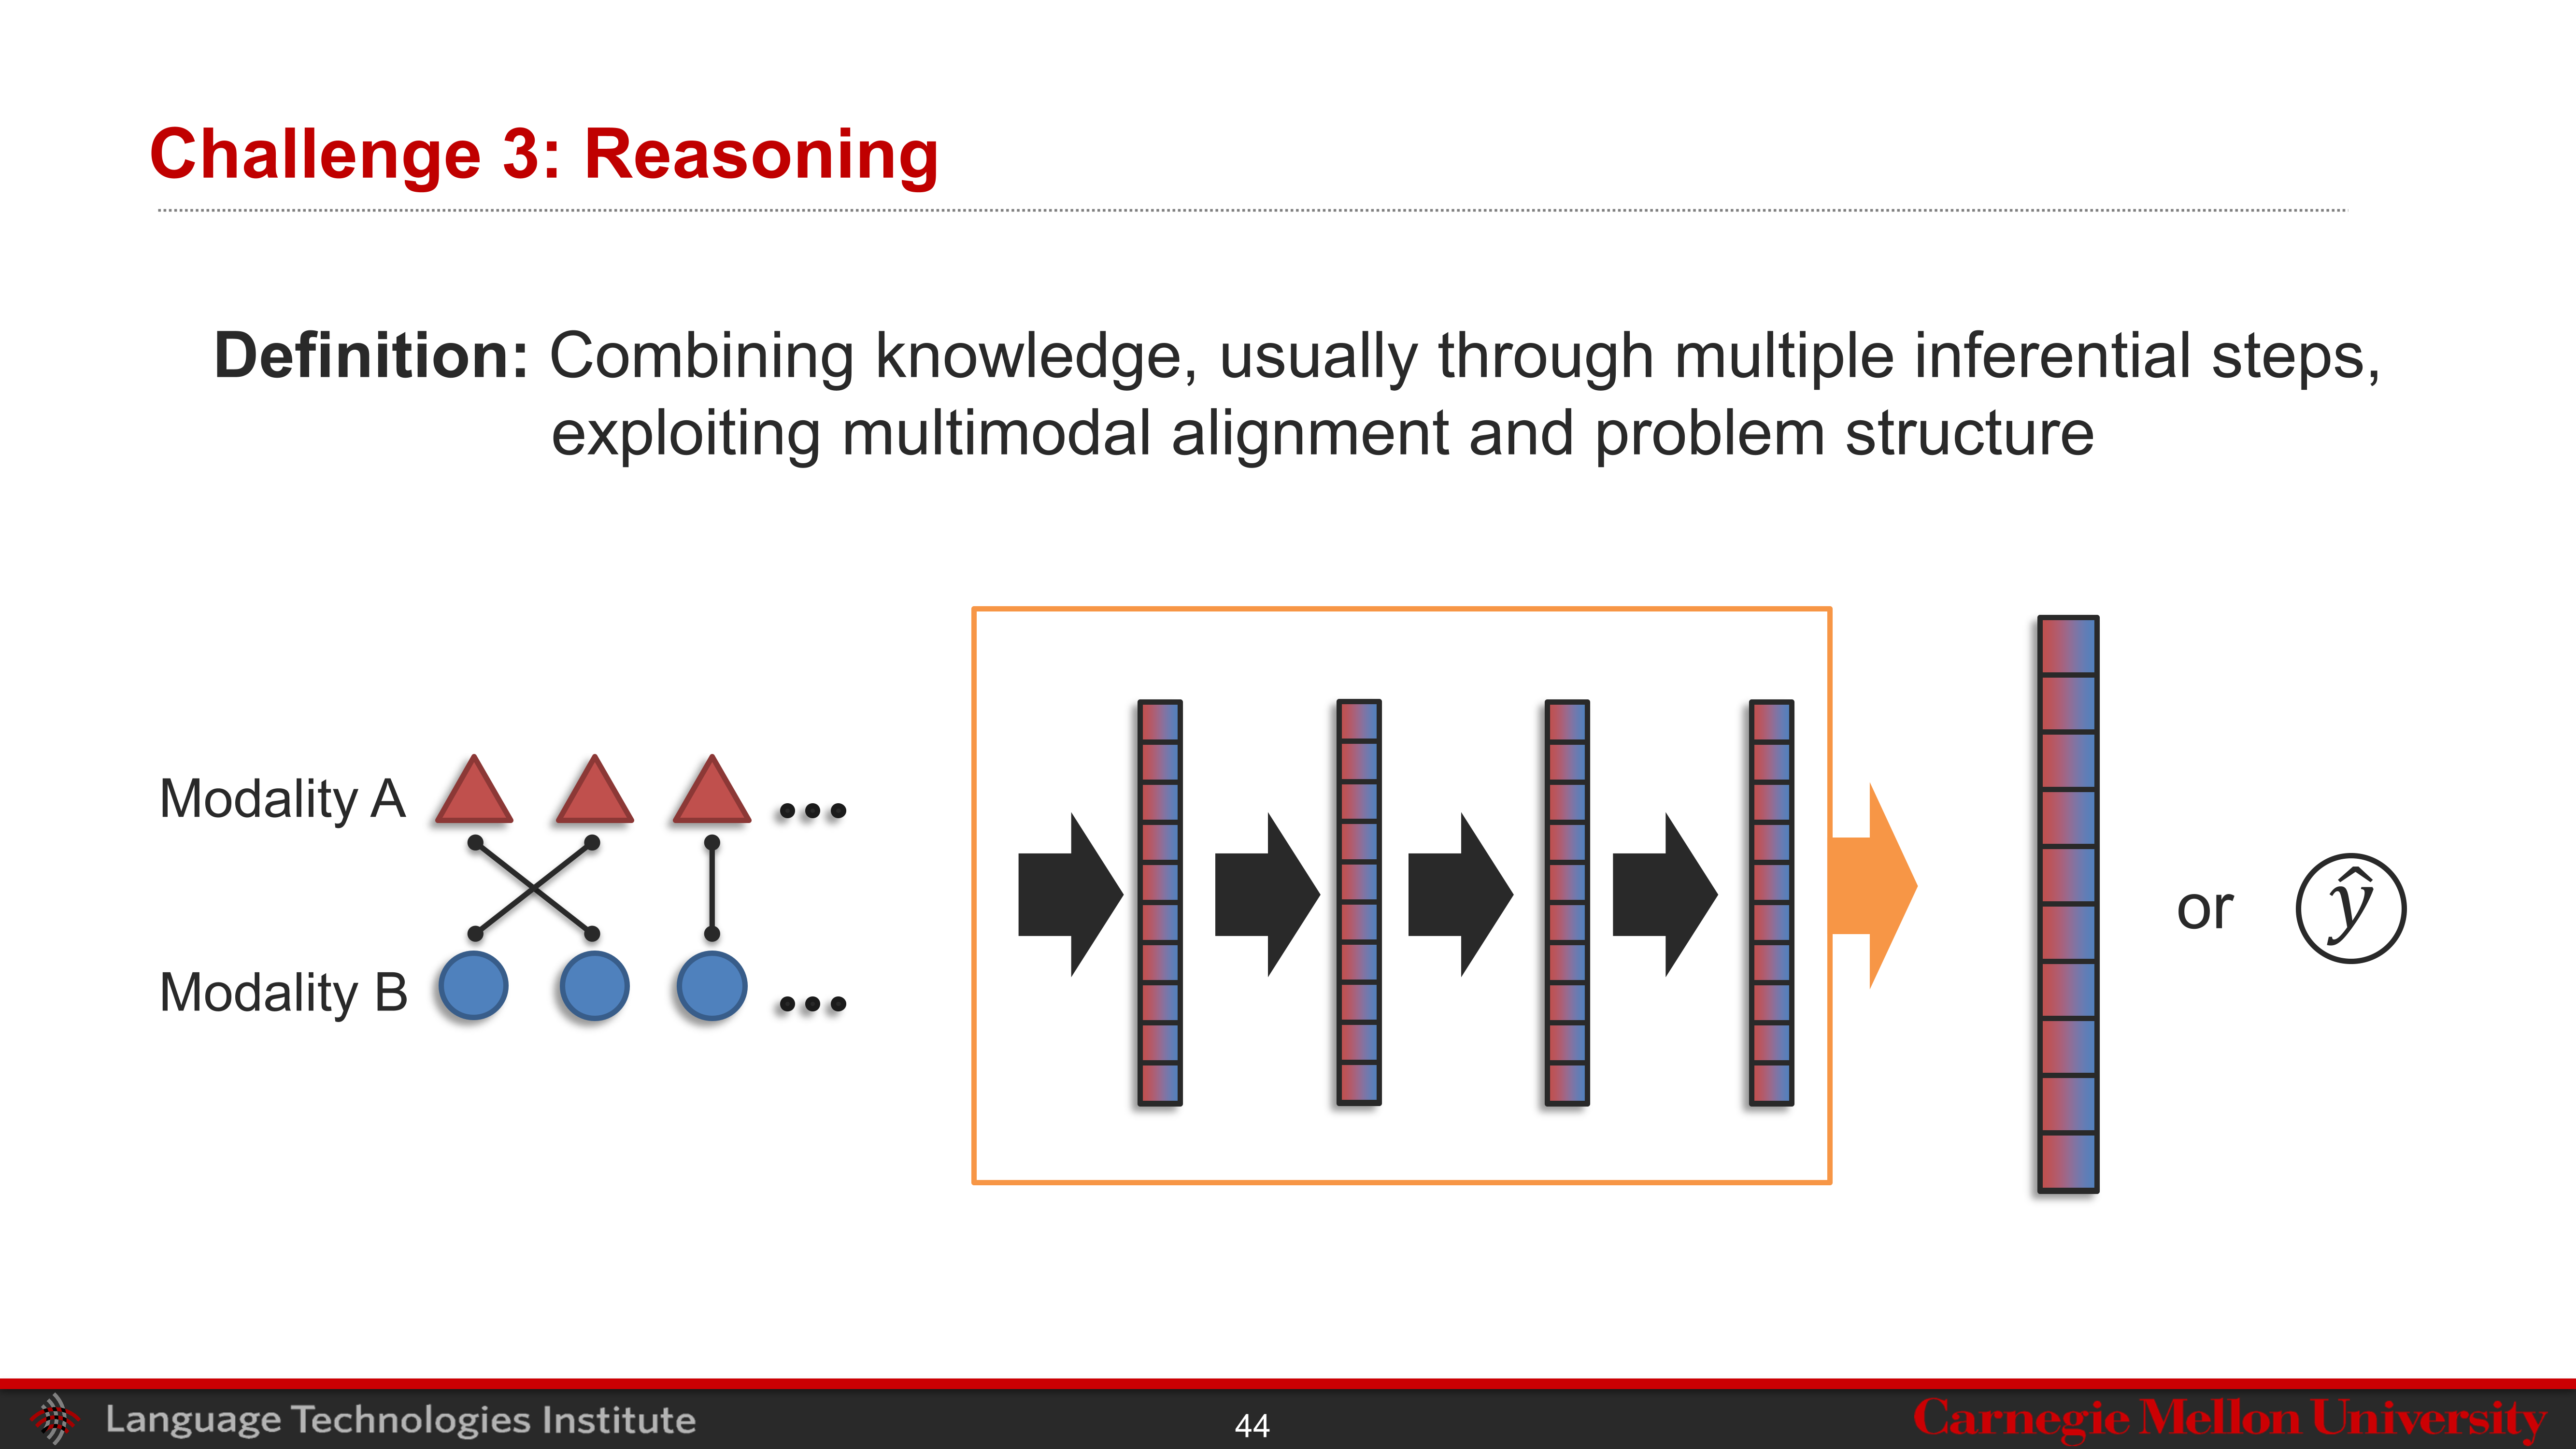 Challenge 3: Reasoning
Definition: Combining knowledge, usually through multiple inferential steps,
exploiting multimodal alignment and problem structure
Modality A
Modality B
or ŷ
Language Technologies Institute
44
Carnegie Mellon University